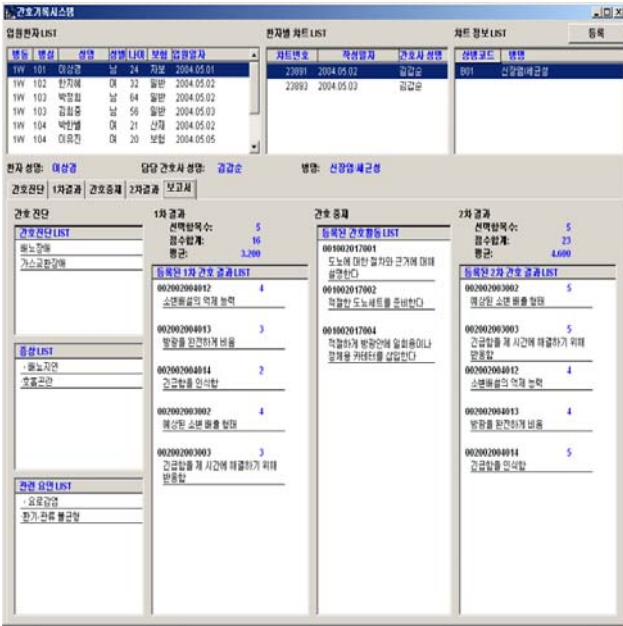 간호기록시스템
입원환자LIST
환자별 차트 LIST
차트 정보 LIST
등록
병동 병실 성명 성별 나이 보험 입원일자
1W 101 이상경 남 24 자보 2004.05.01
1W 102 한지혜 여 32 일반 2004.05.02
1W 103 박정희 남 64 일반 2004.05.02
1W 103 김희중 남 56 일반 2004.05.03
1W 104 박한별 여 21 산재 2004.05.02
1W 104 이유진 여 20 보험 2004.05.05
차트번호 작성일자 간호사 성명
23891 2004.05.02 김갑순
23893 2004.05.03 김갑순
상병코드 병명
B01 신장염/세균성
환자 성명: 이상경 담당 간호사 성명: 김갑순 병명: 신장염/세균성
간호진단 1차결과 간호중재 2차결과 보고서
간호 진단
간호진단 LIST
배뇨장애
가스교환장애
증상 LIST
·배뇨지연
·호흡곤란
관련 요인 LIST
·요로감염
·환기-관류 불균형
1차 결과
선택항목수: 5
점수합계: 16
평균: 3.200
등록된 1차 간호 결과 LIST
002002004012 4
소변배설의 억제 능력
002002004013 3
방광을 완전하게 비움
002002004014 2
긴급함을 인식함
002002003002 4
예상된 소변 배출 형태
002002003003 3
긴급함을 제 시간에 해결하기 위해
반응함
간호 중재
등록된 간호활동 LIST
001002017001
도뇨에 대한 절차와 근거에 대해
설명한다
001002017002
적절한 도뇨세트를 준비한다
001002017004
적절하게 방광안에 일회용이나
정체용 카테터를 삽입한다
2차 결과
선택항목수: 5
점수합계: 23
평균: 4.600
등록된 2차 간호 결과 LIST
002002003002 5
예상된 소변 배출 형태
002002003003 5
긴급함을 제 시간에 해결하기 위해
반응함
002002004012 4
소변배설의 억제 능력
002002004013 4
방광을 완전하게 비움
002002004014 5
긴급함을 인식함